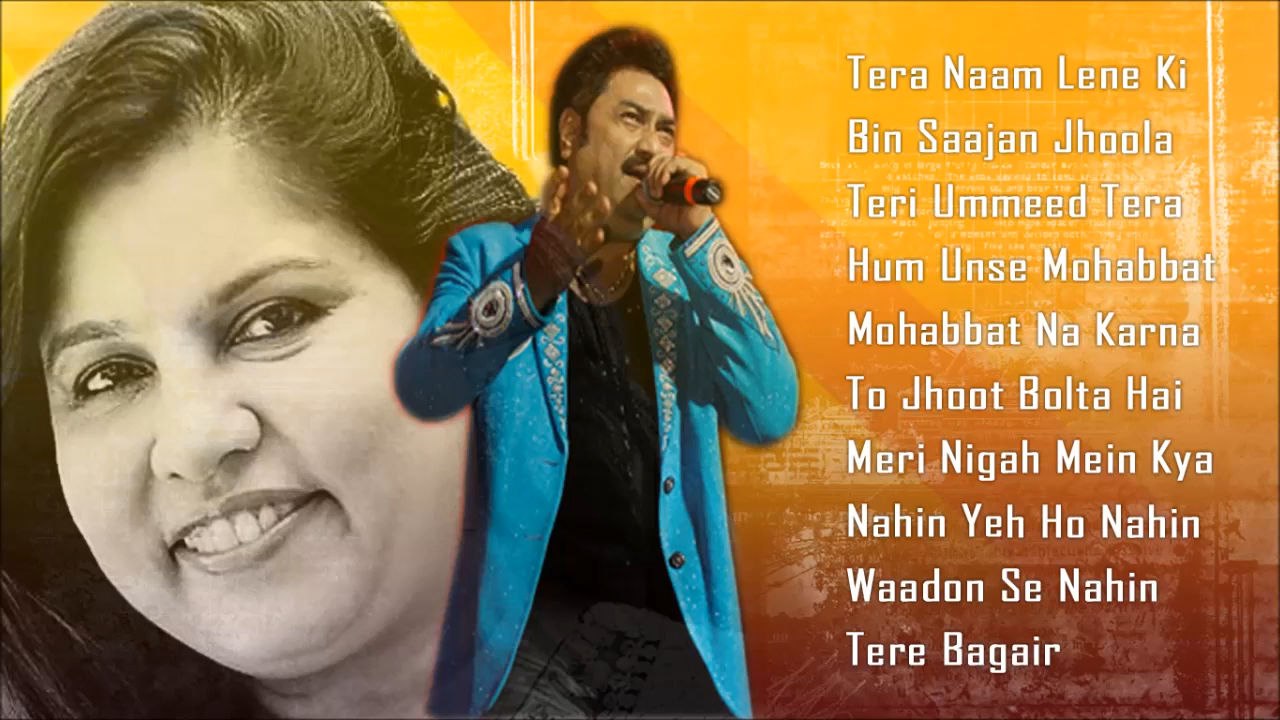 Tera Naam Lene Ki
Bin Saajan Jhoola
Teri Ummeed Tera
Hum Unse Mohabbat
Mohabbat Na Karna
To Jhoot Bolta Hai
Meri Nigah Mein Kya
Nahin Yeh Ho Nahin
Waadon Se Nahin
Tere Bagair